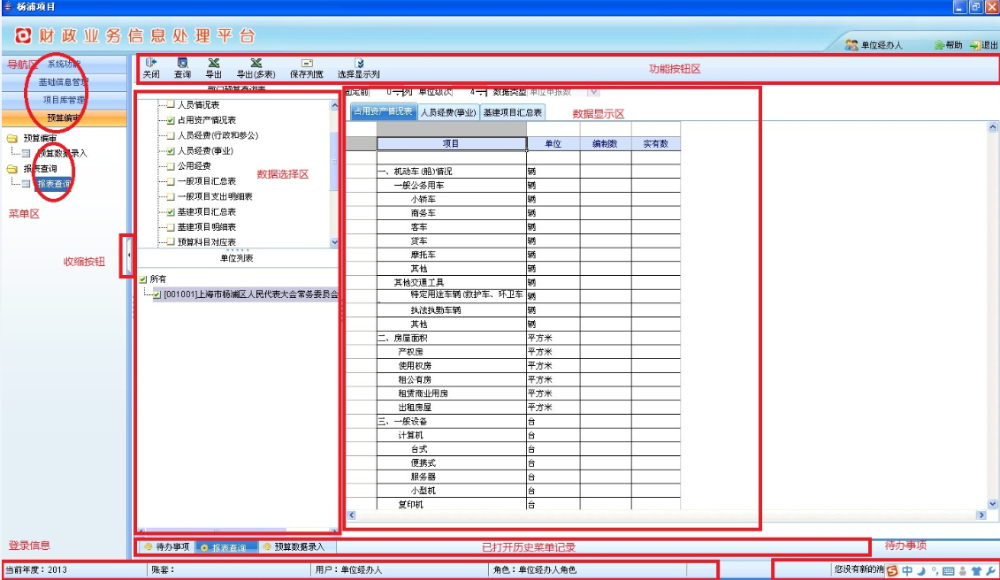 杨浦项目
财政业务信息处理平台
单位经办人 帮助 退出
导航区 系统功能
基础信息管理
项目库管理
预算编审
预算编审
预算数据录入
报表查询
报表查询
菜单区
收缩按钮
登录信息
关闭 查询 导出 导出(多表) 保存列宽 选择显示列
功能按钮区
部门预算查询表
人员情况表
占用资产情况表
人员经费(行政和参公)
人员经费(事业)
公用经费
一般项目汇总表
一般项目支出明细表
基建项目汇总表
基建项目明细表
预算科目对应表
数据选择区
单位列表
所有
[001001]上海市杨浦区人民代表大会常务委员会
固定前 0 列 单位级次 4 数据类型 单位申报数
占用资产情况表 人员经费(事业) 基建项目汇总表
数据显示区
项目 单位 编制数 实有数
一、机动车(船)情况 辆
一般公务用车 辆
小轿车 辆
商务车 辆
客车 辆
货车 辆
摩托车 辆
其他 辆
其他交通工具 辆
特定用途车辆(救护车、环卫车 辆
执法执勤车辆 辆
其他 辆
二、房屋面积 平方米
产权房 平方米
使用权房 平方米
租公有房 平方米
租赁商业用房 平方米
出租房屋 平方米
三、一般设备 台
计算机 台
台式 台
便携式 台
服务器 台
小型机 台
复印机 台
待办事项 报表查询 预算数据录入
已打开历史菜单记录
待办事项
当前年度：2013 账套： 用户：单位经办人 角色：单位经办人角色
您没有新的消
中